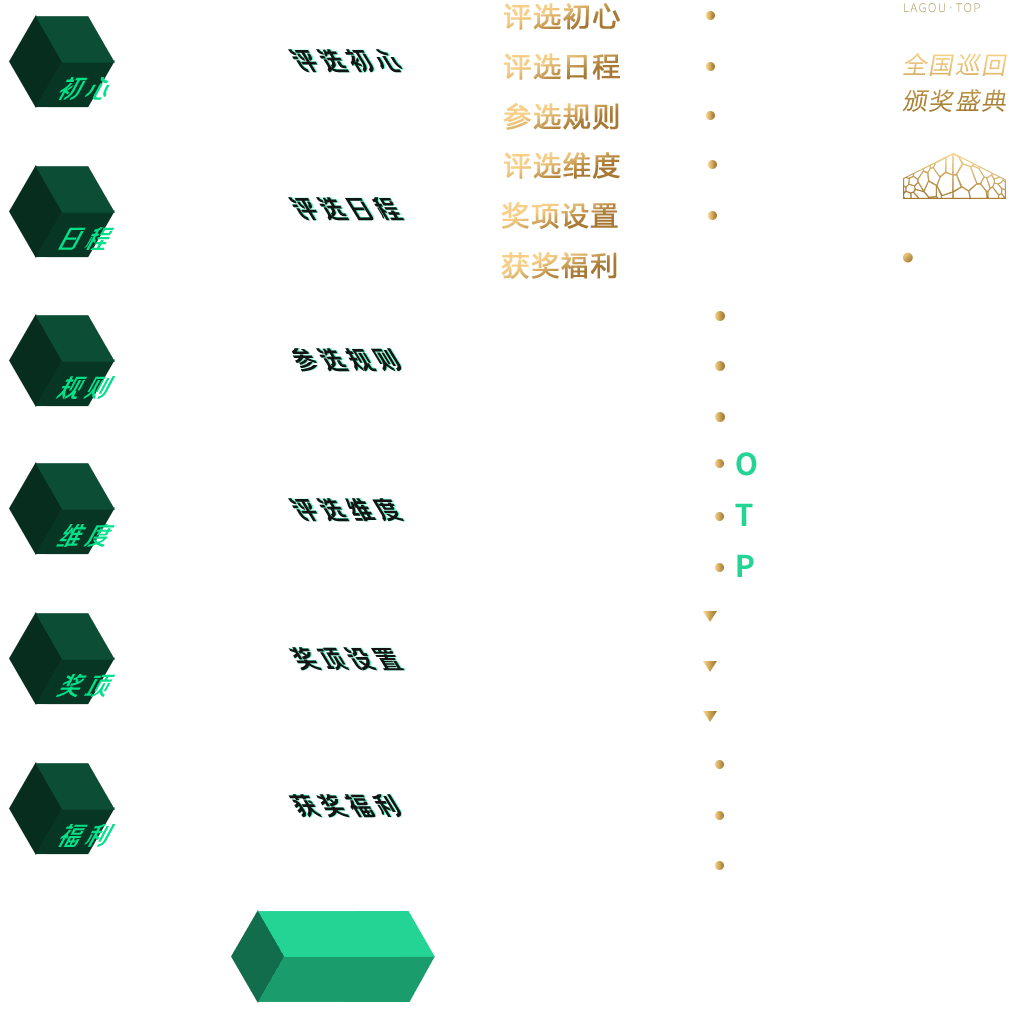 初心
日程
规则
维度
奖项
福利
评选初心
评选日程
参选规则
评选维度
奖项设置
获奖福利
评选初心
评选日程
参选规则
评选维度
奖项设置
获奖福利
O
T
P
LAGOU·TOP
全国巡回
颁奖盛典